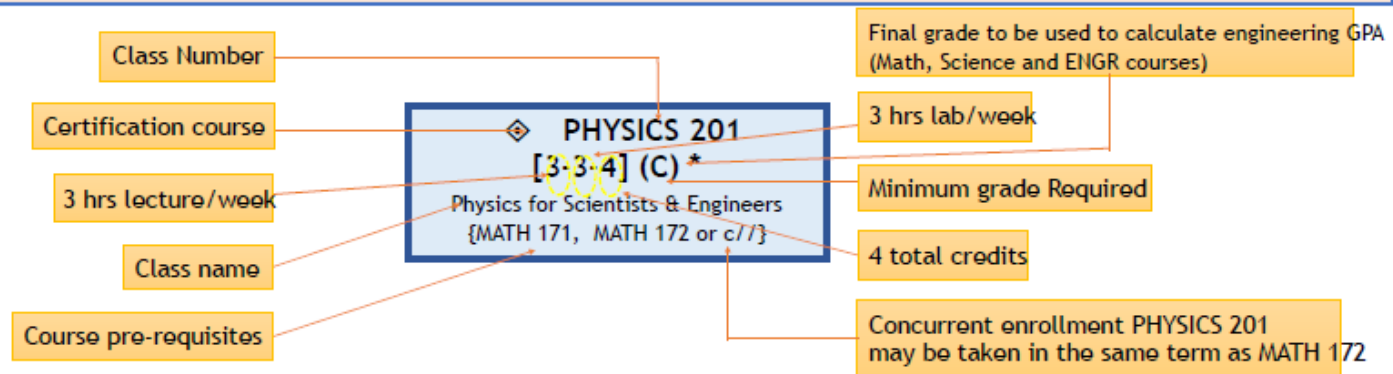 Class Number
Certification course
3 hrs lecture/week
Class name
Course pre-requisites
PHYSICS 201
[3-3-4] (C) *
Physics for Scientists & Engineers
{MATH 171, MATH 172 or c//}
Final grade to be used to calculate engineering GPA
(Math, Science and ENGR courses)
3 hrs lab/week
Minimum grade Required
4 total credits
Concurrent enrollment PHYSICS 201
may be taken in the same term as MATH 172